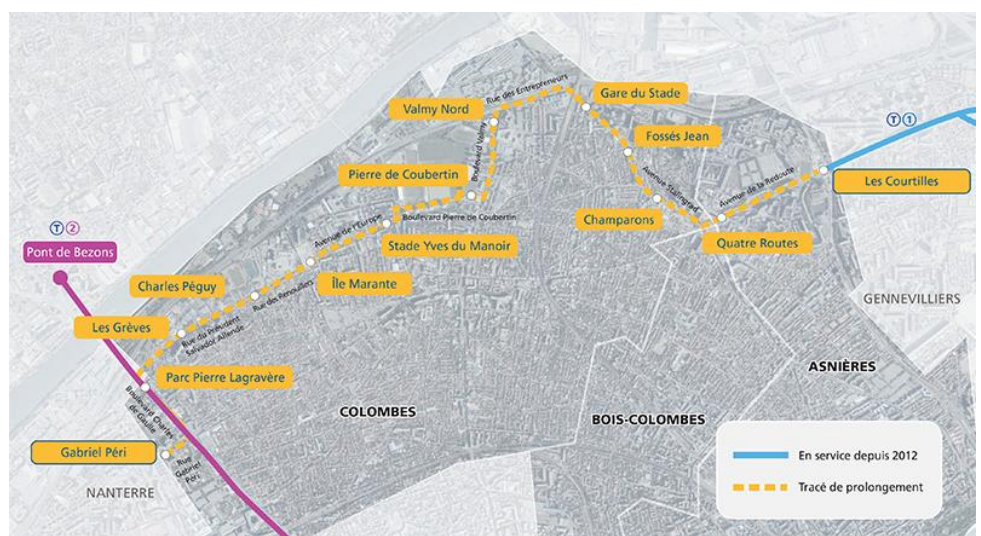 Rue des Entrepreneurs
Gare du Stade
Valmy Nord
T 1
Fossés Jean
Boulevard Valmy
Pierre de Coubertin
Avenue Stalingrad
Avenue de la Redoute
Les Courtilles
Champarons
Boulevard Pierre de Coubertin
Avenue de l'Europe
T 2
Stade Yves du Manoir
Quatre Routes
Pont de Bezons
Charles Péguy
Île Marante
Rue des Renouillers
GENNEVILLIERS
Les Grèves
Rue du Président
Salvador Allende
Parc Pierre Lagravère
ASNIÈRES
Boulevard Charles
de Gaulle
COLOMBES
BOIS-COLOMBES
Gabriel Péri
Rue
Gabriel
Péri
En service depuis 2012
NANTERRE
Tracé de prolongement